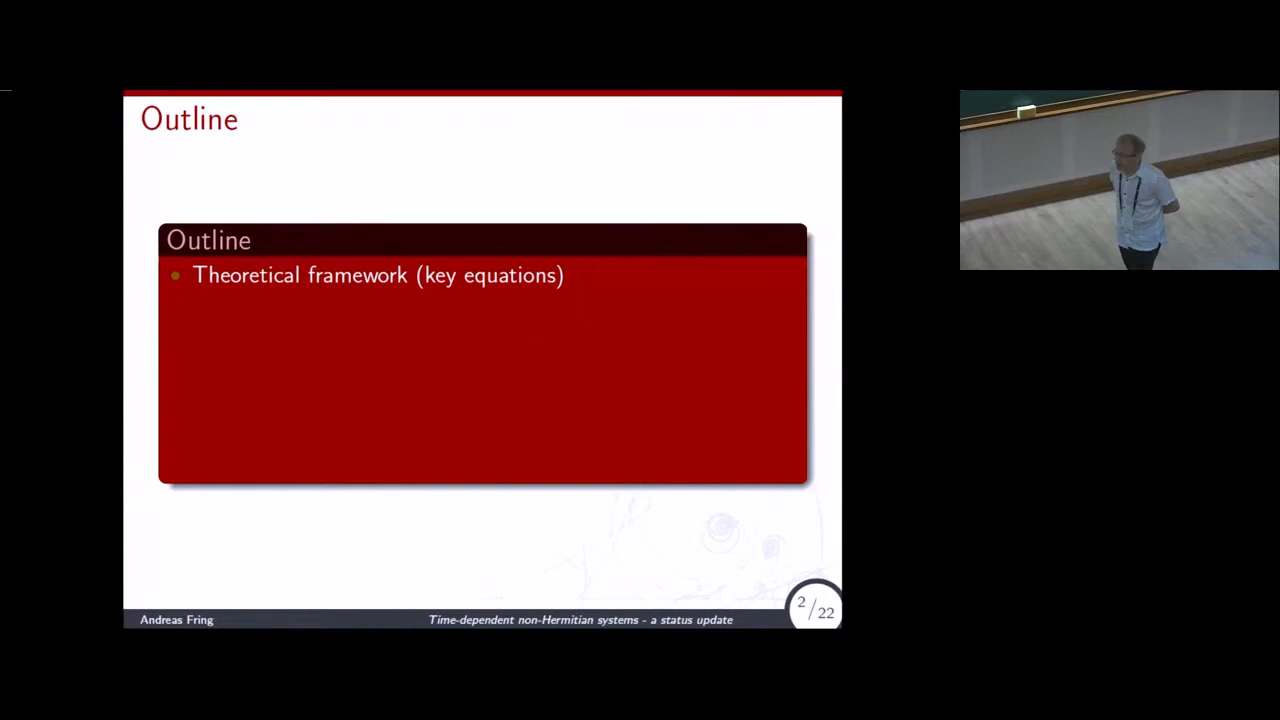 Outline
Outline
Theoretical framework (key equations)
Andreas Fring
Time-dependent non-Hermitian systems - a status update
2/22